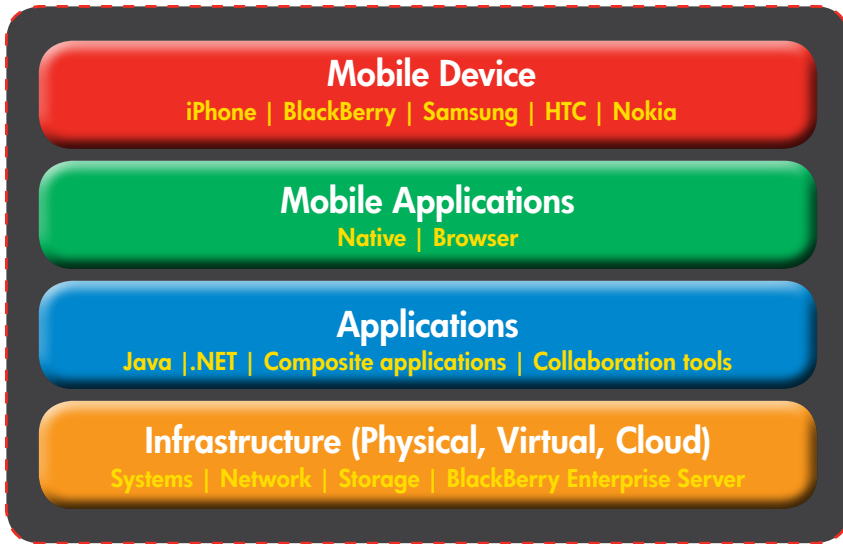 Mobile Device
iPhone | BlackBerry | Samsung | HTC | Nokia
Mobile Applications
Native | Browser
Applications
Java |.NET | Composite applications | Collaboration tools
Infrastructure (Physical, Virtual, Cloud)
Systems | Network | Storage | BlackBerry Enterprise Server